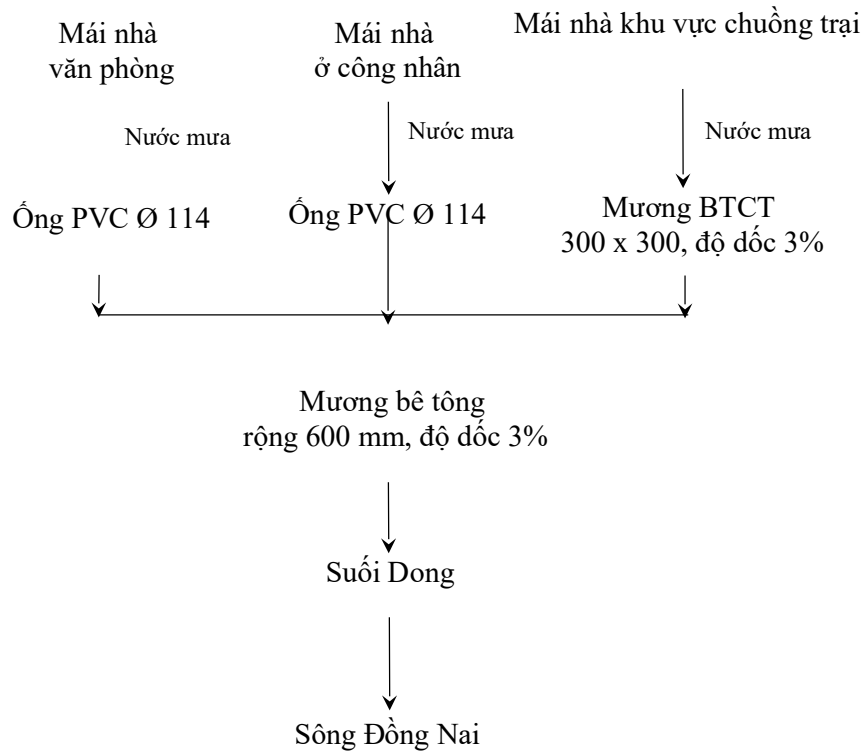 Mái nhà
văn phòng
Mái nhà
ở công nhân
Mái nhà khu vực chuồng trại
Nước mưa
Nước mưa
Nước mưa
Ống PVC Ø 114
Ống PVC Ø 114
Mương BTCT
300 x 300, độ dốc 3%
Mương bê tông
rộng 600 mm, độ dốc 3%
Suối Dong
Sông Đồng Nai